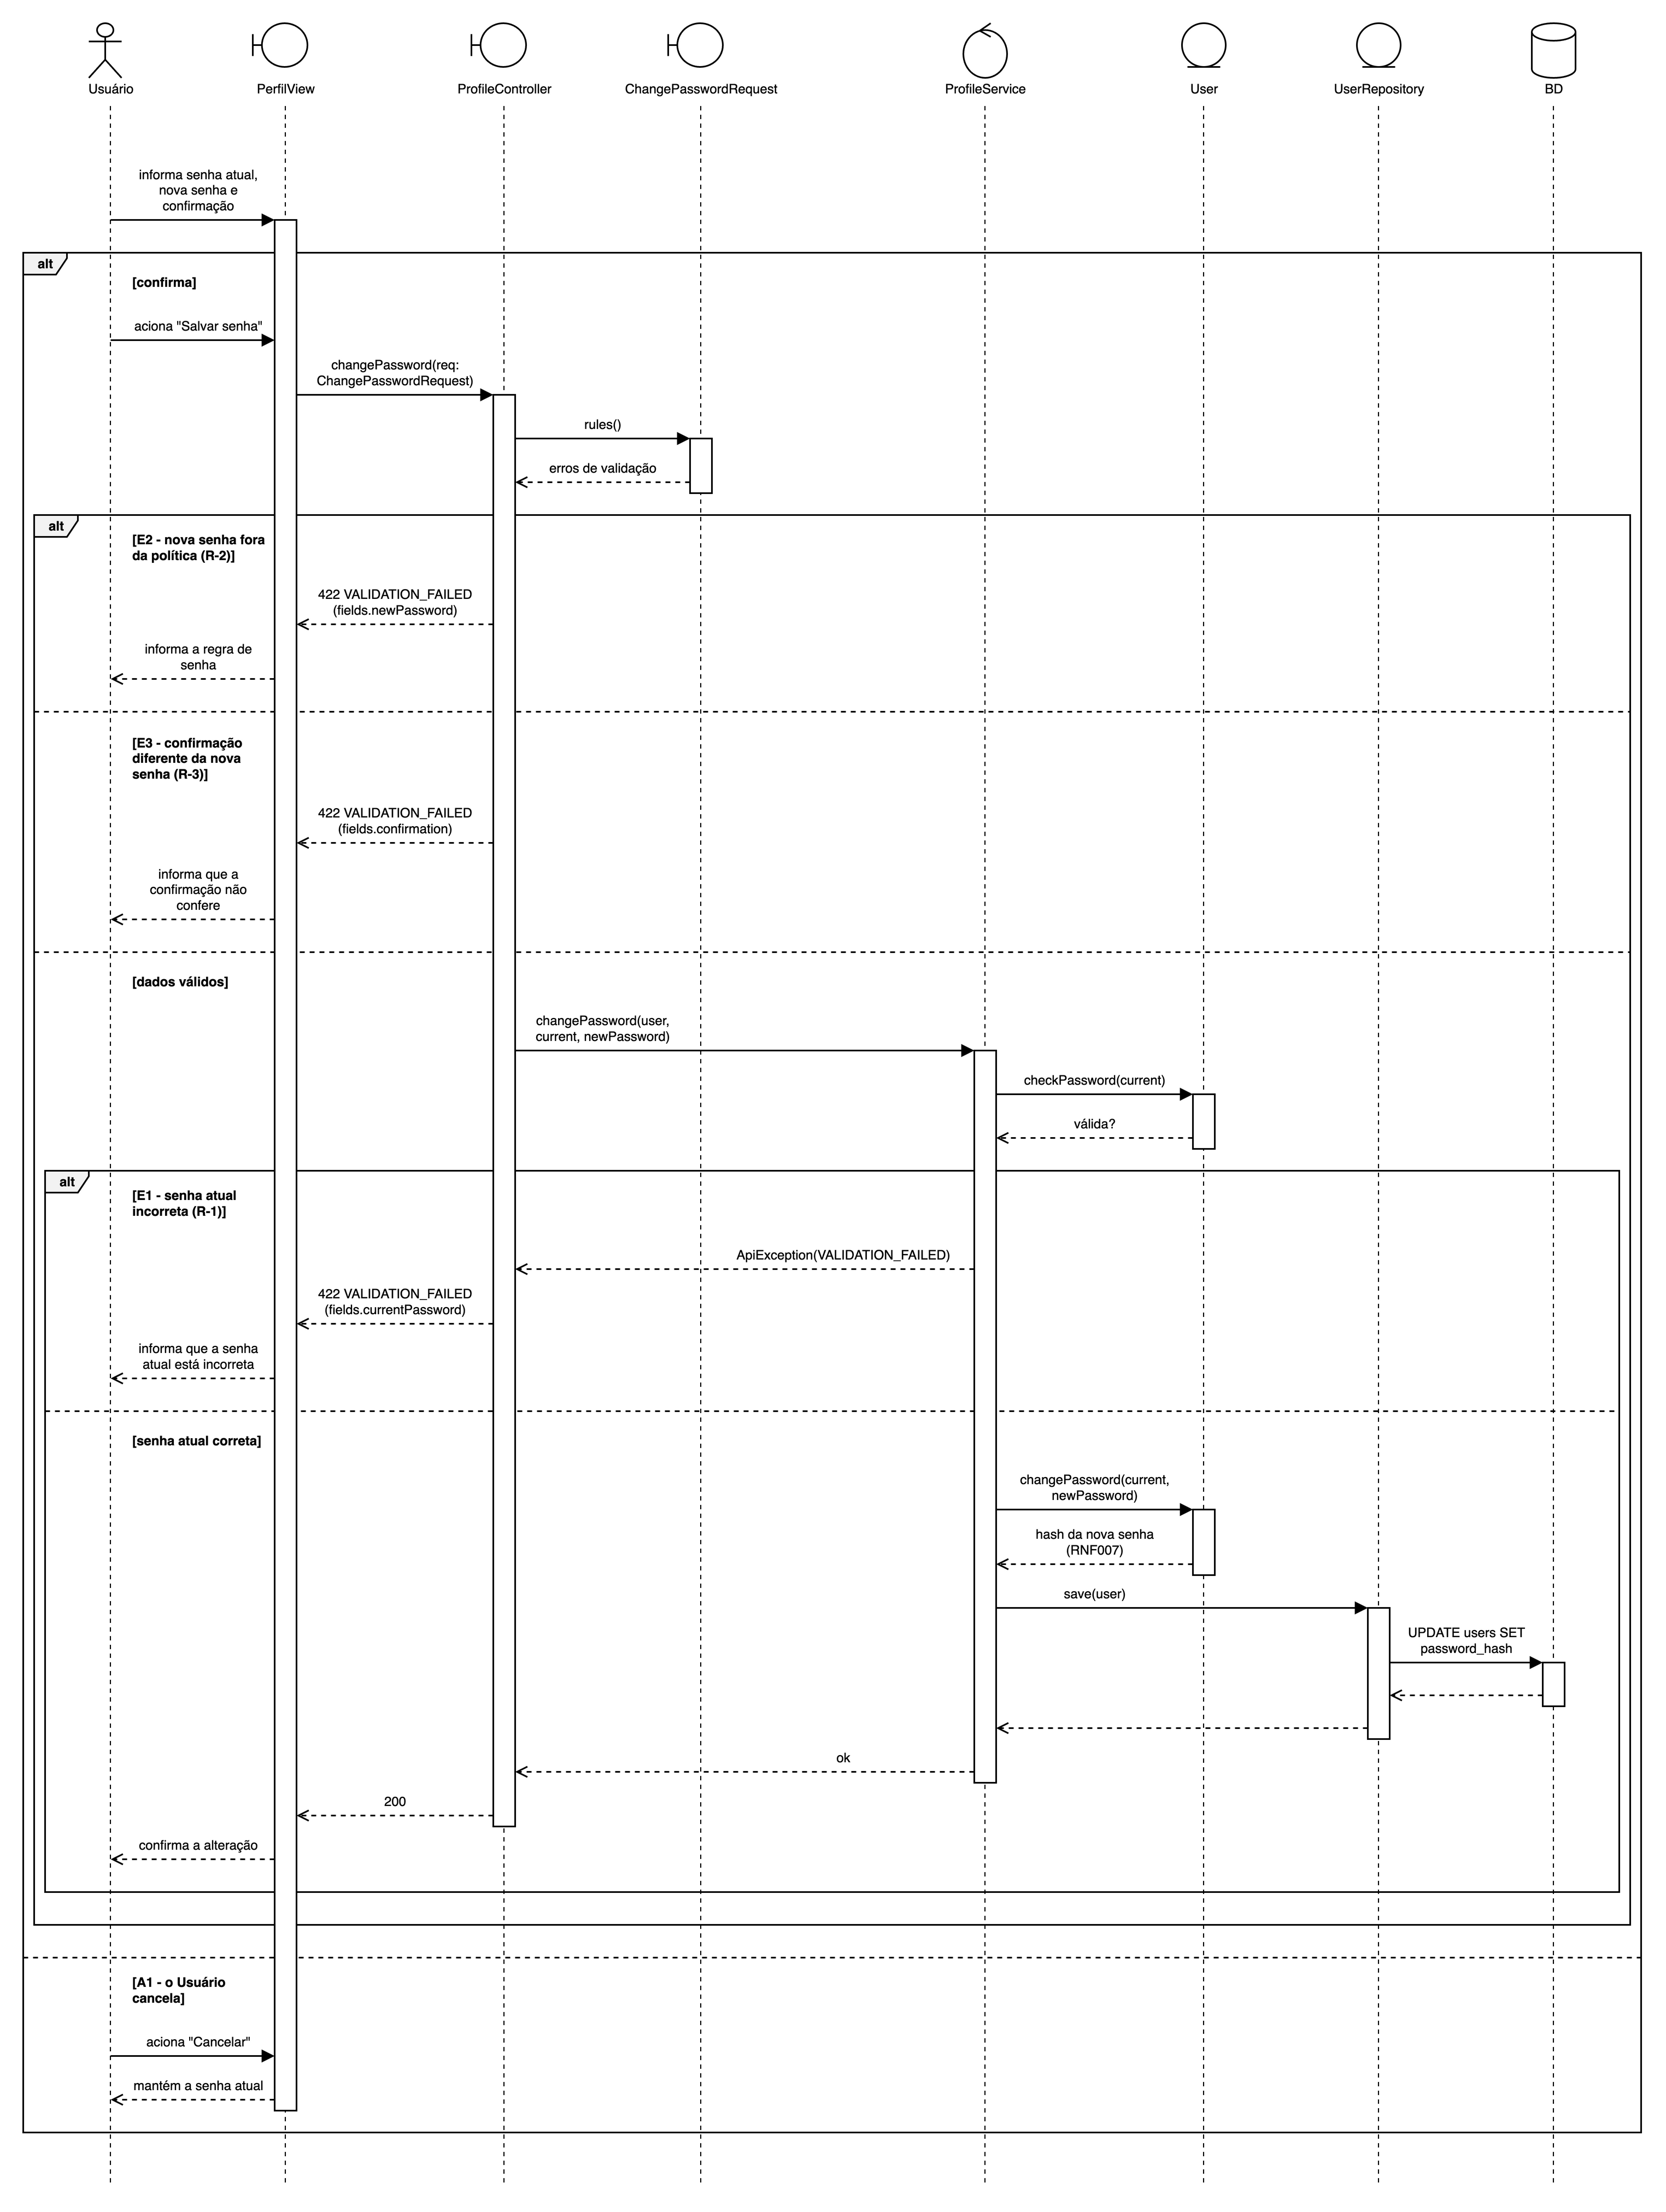 Usuário
PerfilView
ProfileController
ChangePasswordRequest
ProfileService
User
UserRepository
BD
informa senha atual,
nova senha e
confirmação
alt
[confirma]
aciona "Salvar senha"
changePassword(req:
ChangePasswordRequest)
rules()
erros de validação
alt
[E2 - nova senha fora
da política (R-2)]
422 VALIDATION_FAILED
(fields.newPassword)
informa a regra de
senha
[E3 - confirmação
diferente da nova
senha (R-3)]
422 VALIDATION_FAILED
(fields.confirmation)
informa que a
confirmação não
confere
[dados válidos]
changePassword(user,
current, newPassword)
checkPassword(current)
válida?
alt
[E1 - senha atual
incorreta (R-1)]
ApiException(VALIDATION_FAILED)
422 VALIDATION_FAILED
(fields.currentPassword)
informa que a senha
atual está incorreta
[senha atual correta]
changePassword(current,
newPassword)
hash da nova senha
(RNF007)
save(user)
UPDATE users SET
password_hash
ok
200
confirma a alteração
[A1 - o Usuário
cancela]
aciona "Cancelar"
mantém a senha atual